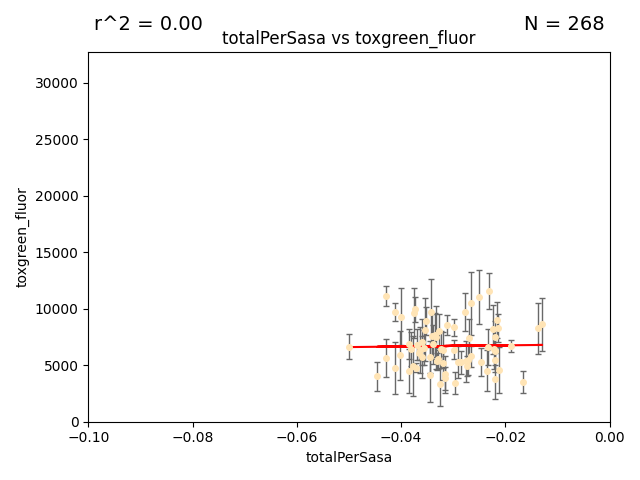 r^2 = 0.00
N = 268
totalPerSasa vs toxgreen_fluor
30000
25000
20000
15000
10000
5000
0
toxgreen_fluor
−0.10
−0.08
−0.06
−0.04
−0.02
0.00
totalPerSasa